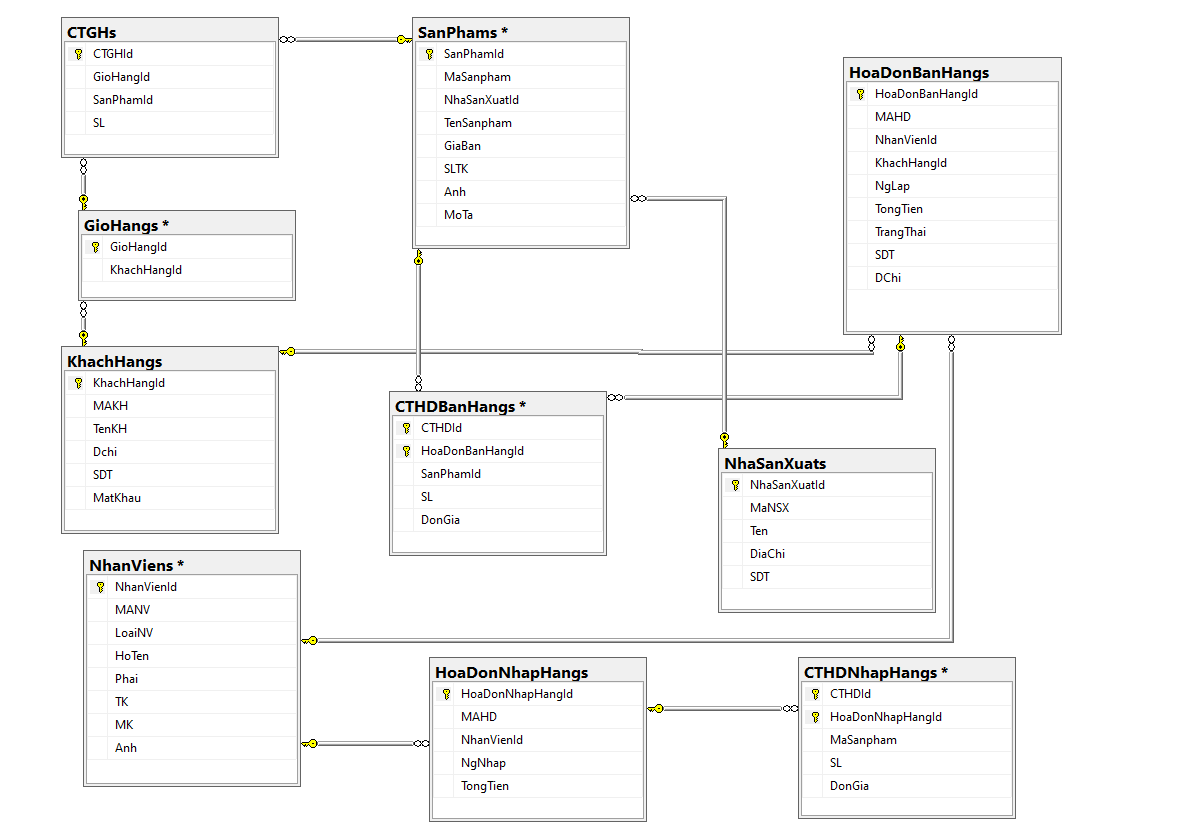 CTGHs
CTGHId
GioHangId
SanPhamId
SL
SanPhams *
SanPhamId
MaSanpham
NhaSanXuatId
TenSanpham
GiaBan
SLTK
Anh
MoTa
HoaDonBanHangs
HoaDonBanHangId
MAHD
NhanVienId
KhachHangId
NgLap
TongTien
TrangThai
SDT
DChi
GioHangs *
GioHangId
KhachHangId
KhachHangs
KhachHangId
MAKH
TenKH
Dchi
SDT
MatKhau
CTHDBanHangs *
CTHDId
HoaDonBanHangId
SanPhamId
SL
DonGia
NhaSanXuats
NhaSanXuatId
MaNSX
Ten
DiaChi
SDT
NhanViens *
NhanVienId
MANV
LoaiNV
HoTen
Phai
TK
MK
Anh
HoaDonNhapHangs
HoaDonNhapHangId
MAHD
NhanVienId
NgNhap
TongTien
CTHDNhapHangs *
CTHDId
HoaDonNhapHangId
MaSanpham
SL
DonGia